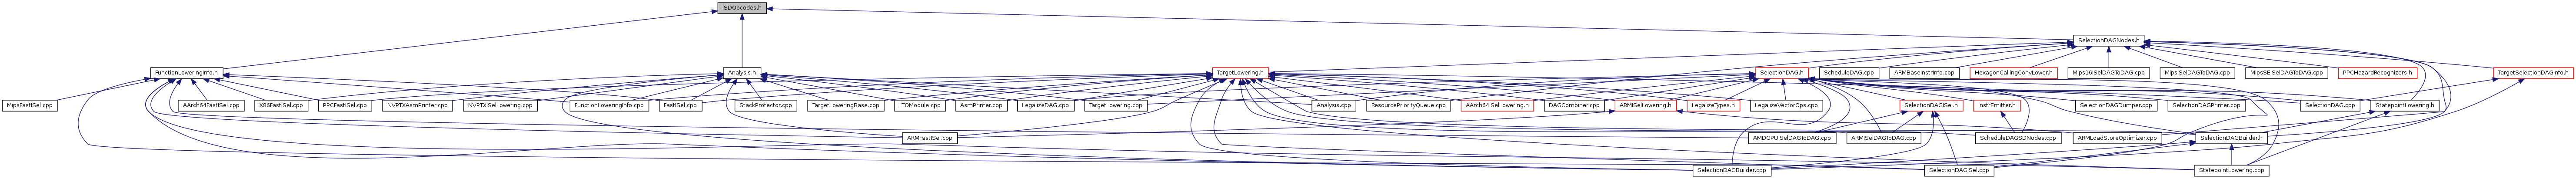 ISDOpcodes.h
SelectionDAGNodes.h
FunctionLoweringInfo.h
Analysis.h
TargetLowering.h
SelectionDAG.h
ScheduleDAG.cpp
ARMBaseInstrInfo.cpp
HexagonCallingConvLower.h
Mips16ISelDAGToDAG.cpp
MipsISelDAGToDAG.cpp
MipsSEISelDAGToDAG.cpp
PPCHazardRecognizers.h
TargetSelectionDAGInfo.h
MipsFastISel.cpp
AArch64FastISel.cpp
X86FastISel.cpp
PPCFastISel.cpp
NVPTXAsmPrinter.cpp
NVPTXISelLowering.cpp
FunctionLoweringInfo.cpp
FastISel.cpp
StackProtector.cpp
TargetLoweringBase.cpp
LTOModule.cpp
AsmPrinter.cpp
LegalizeDAG.cpp
TargetLowering.cpp
Analysis.cpp
ResourcePriorityQueue.cpp
AArch64ISelLowering.h
DAGCombiner.cpp
ARMISelLowering.h
LegalizeTypes.h
LegalizeVectorOps.cpp
SelectionDAGISel.h
InstrEmitter.h
SelectionDAGDumper.cpp
SelectionDAGPrinter.cpp
SelectionDAG.cpp
StatepointLowering.h
ARMFastISel.cpp
AMDGPUISelDAGToDAG.cpp
ARMISelDAGToDAG.cpp
ScheduleDAGSDNodes.cpp
ARMLoadStoreOptimizer.cpp
SelectionDAGBuilder.h
SelectionDAGBuilder.cpp
SelectionDAGISel.cpp
StatepointLowering.cpp